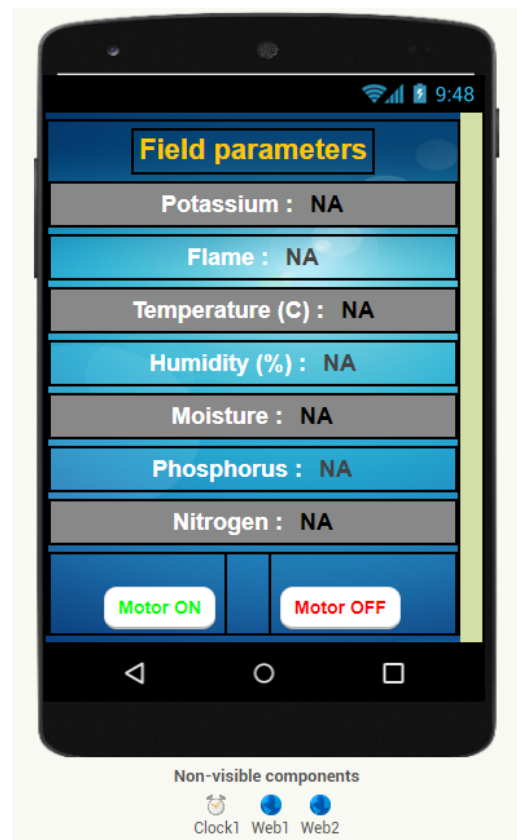 9:48
Field parameters
Potassium : NA
Flame : NA
Temperature (C) : NA
Humidity (%) : NA
Moisture : NA
Phosphorus : NA
Nitrogen : NA
Motor ON Motor OFF
Non-visible components
Clock1 Web1 Web2